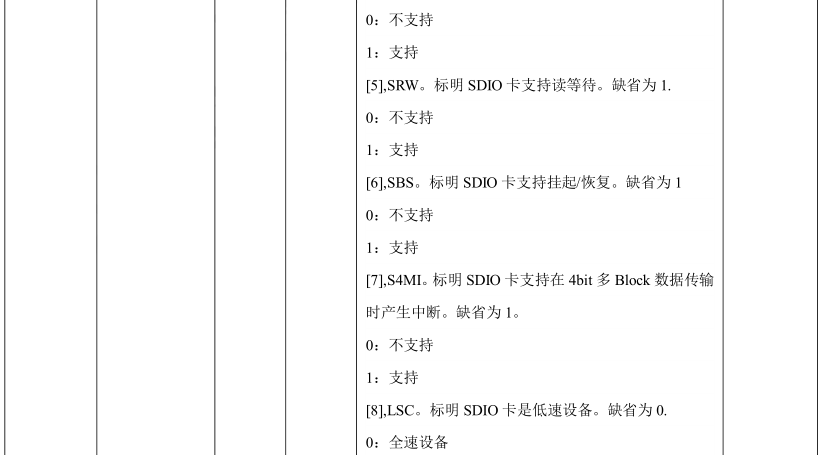 0：不支持
1：支持
[5],SRW。标明 SDIO 卡支持读等待。缺省为 1.
0：不支持
1：支持
[6],SBS。标明 SDIO 卡支持挂起/恢复。缺省为 1
0：不支持
1：支持
[7],S4MI。标明 SDIO 卡支持在 4bit 多 Block 数据传输
时产生中断。缺省为 1。
0：不支持
1：支持
[8],LSC。标明 SDIO 卡是低速设备。缺省为 0.
0：全速设备